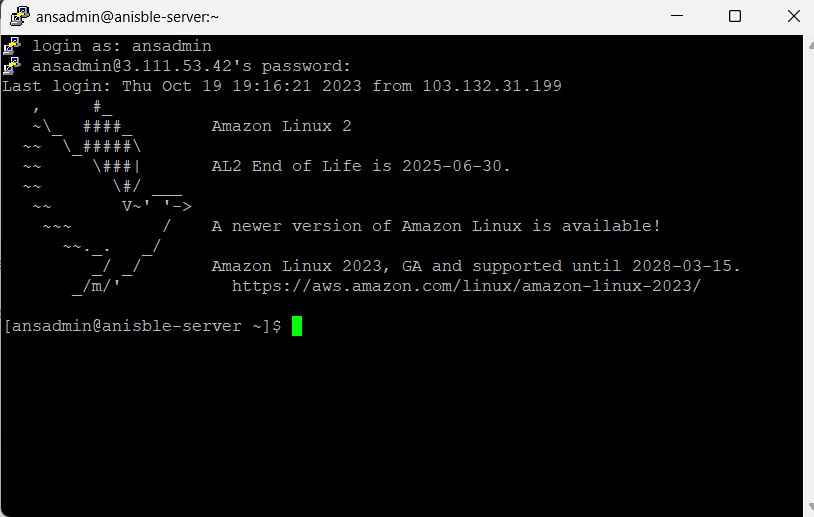 ansadmin@anisble-server:~
login as: ansadmin
ansadmin@3.111.53.42's password:
Last login: Thu Oct 19 19:16:21 2023 from 103.132.31.199
   ,     #_
   ~\_  ####_        Amazon Linux 2
  ~~  \_#####\
  ~~     \###|       AL2 End of Life is 2025-06-30.
  ~~       \#/ ___
   ~~       V~' '->
    ~~~         /    A newer version of Amazon Linux is available!
      ~~._.   _/
         _/ _/       Amazon Linux 2023, GA and supported until 2028-03-15.
       _/m/'           https://aws.amazon.com/linux/amazon-linux-2023/
[ansadmin@anisble-server ~]$